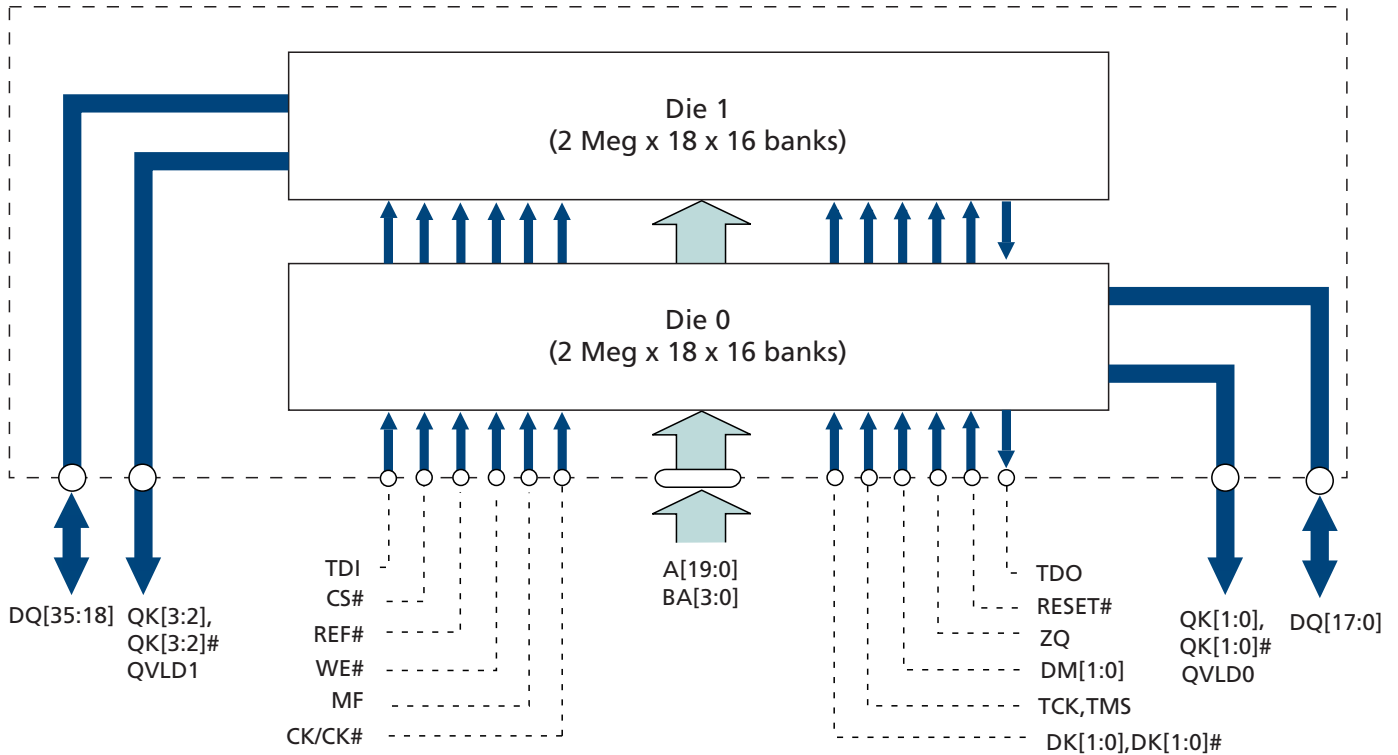 Die 1
(2 Meg x 18 x 16 banks)
Die 0
(2 Meg x 18 x 16 banks)
DQ[35:18]
QK[3:2],
QK[3:2]#
QVLD1
TDI
CS#
REF#
WE#
MF
CK/CK#
A[19:0]
BA[3:0]
TDO
RESET#
ZQ
DM[1:0]
TCK,TMS
DK[1:0],DK[1:0]#
QK[1:0],
QK[1:0]#
QVLD0
DQ[17:0]